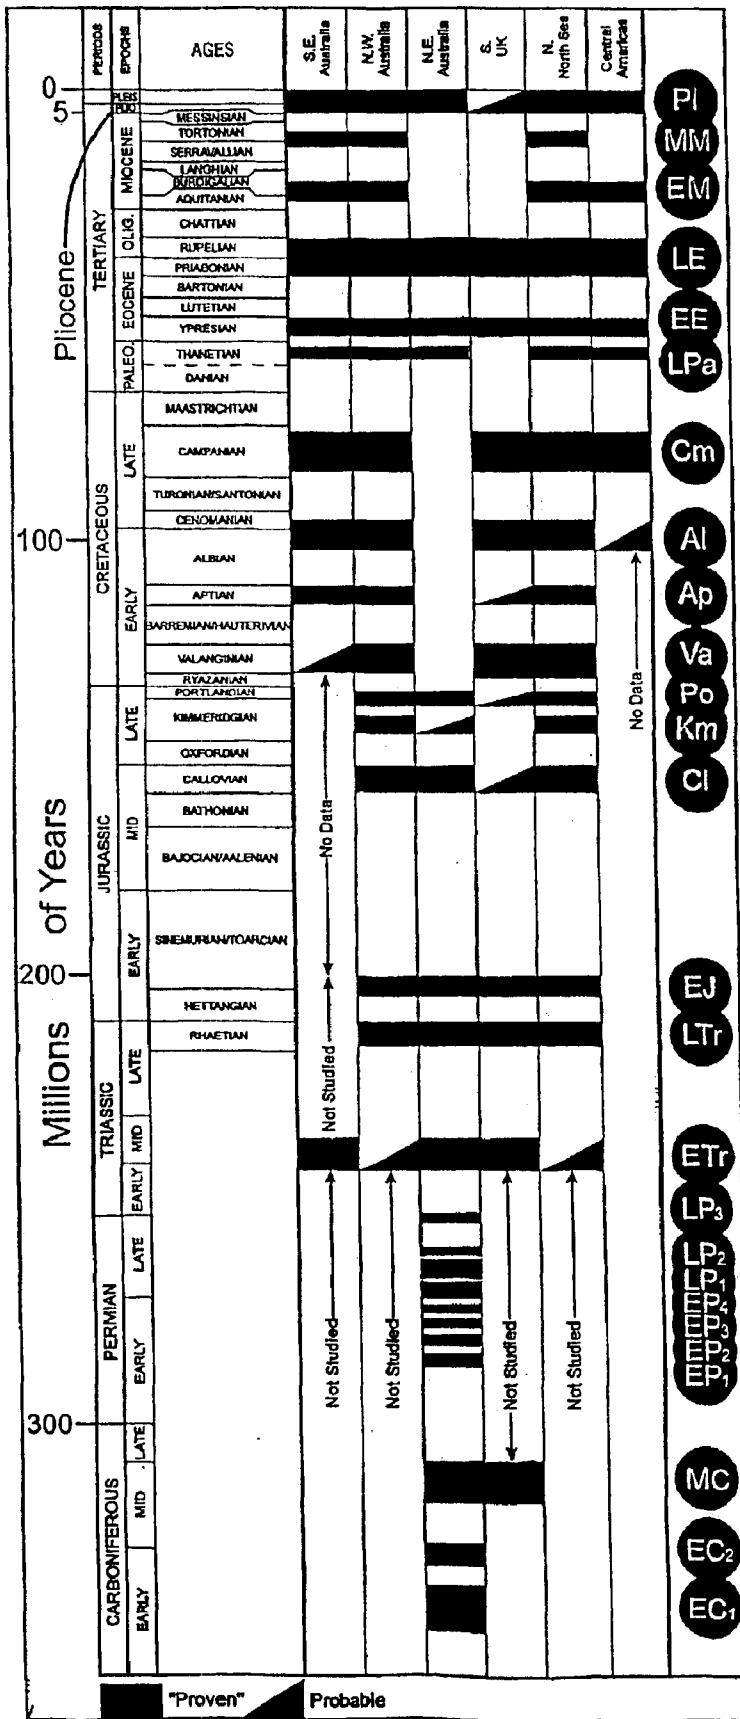 PERIODS
EPOCHS
AGES
S.E. Australia
N.W. Australia
N.E. Australia
S. UK
N. North Sea
Central Americas
0
5
100
200
300
Millions of Years
Pliocene
TERTIARY
CRETACEOUS
JURASSIC
TRIASSIC
PERMIAN
CARBONIFEROUS
PLEIS
PLIO
MIOCENE
OLIG.
EOCENE
PALEO.
LATE
EARLY
LATE
MID
EARLY
LATE
MID
EARLY
LATE
EARLY
LATE
MID
EARLY
MESSINSIAN
TORTONIAN
SERRAVALLIAN
LANGHIAN
BURDIGALIAN
AQUITANIAN
CHATTIAN
RUPELIAN
PRIABONIAN
BARTONIAN
LUTETIAN
YPRESIAN
THANETIAN
DANIAN
MAASTRICHTIAN
CAMPANIAN
TURONIAN/SANTONIAN
CENOMANIAN
ALBIAN
APTIAN
BARREMIAN/HAUTERIVIAN
VALANGINIAN
RYAZANIAN
PORTLANDIAN
KIMMERIDGIAN
OXFORDIAN
CALLOVIAN
BATHONIAN
BAJOCIAN/AALENIAN
SINEMURIAN/TOARCIAN
HETTANGIAN
RHAETIAN
No Data
Not Studied
No Data
Not Studied
Not Studied
Not Studied
Not Studied
Pl
MM
EM
LE
EE
LPa
Cm
Al
Ap
Va
Po
Km
Cl
EJ
LTr
ETr
LP3
LP2
LP1
EP4
EP3
EP2
EP1
MC
EC2
EC1
"Proven"
Probable